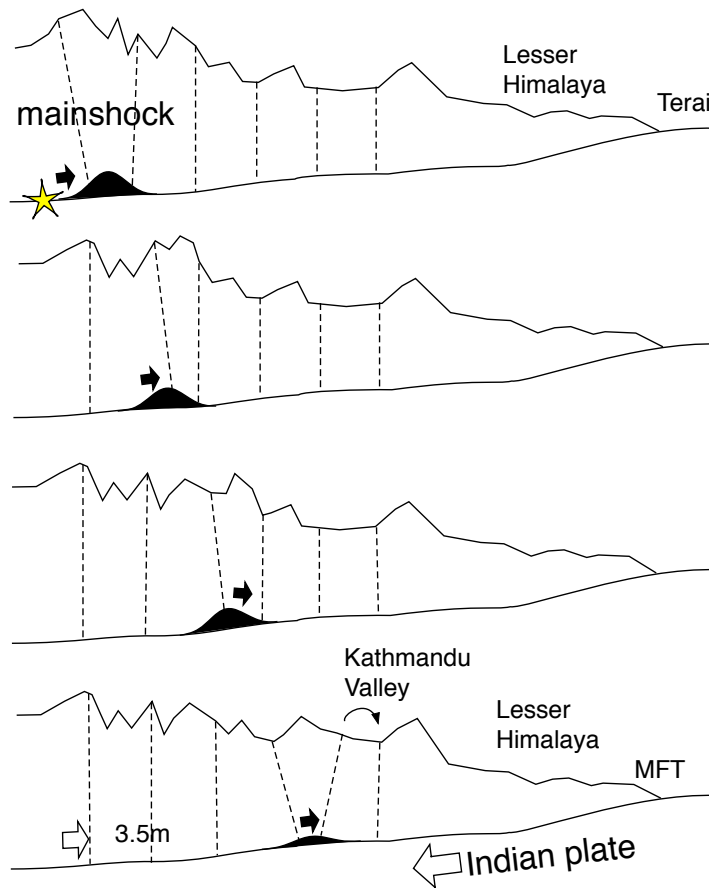 Lesser
Himalaya
Terai
mainshock
Kathmandu
Valley
Lesser
Himalaya
MFT
3.5m
Indian plate